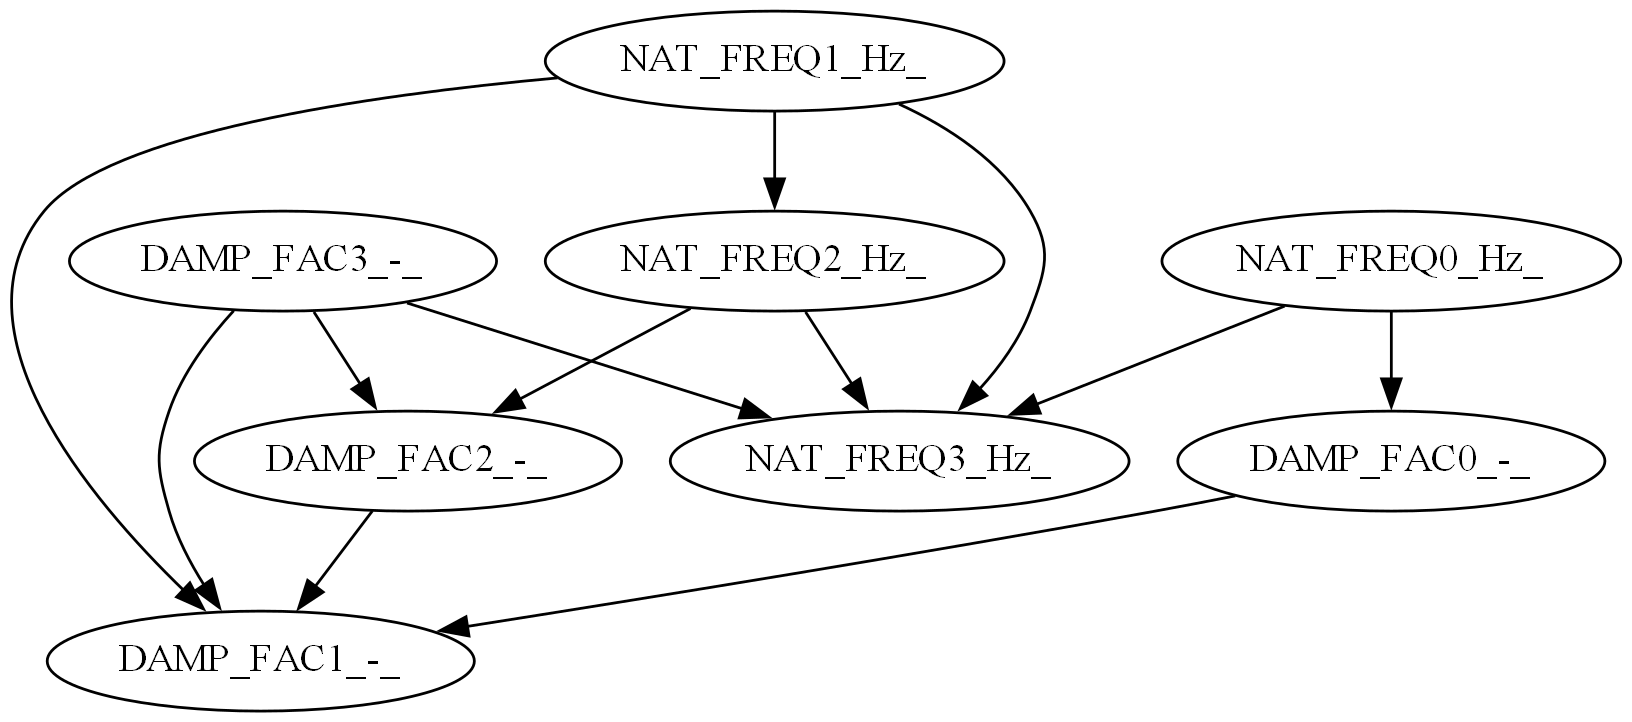 NAT_FREQ1_Hz_
DAMP_FAC3_-_
NAT_FREQ2_Hz_
NAT_FREQ0_Hz_
DAMP_FAC2_-_
NAT_FREQ3_Hz_
DAMP_FAC0_-_
DAMP_FAC1_-_